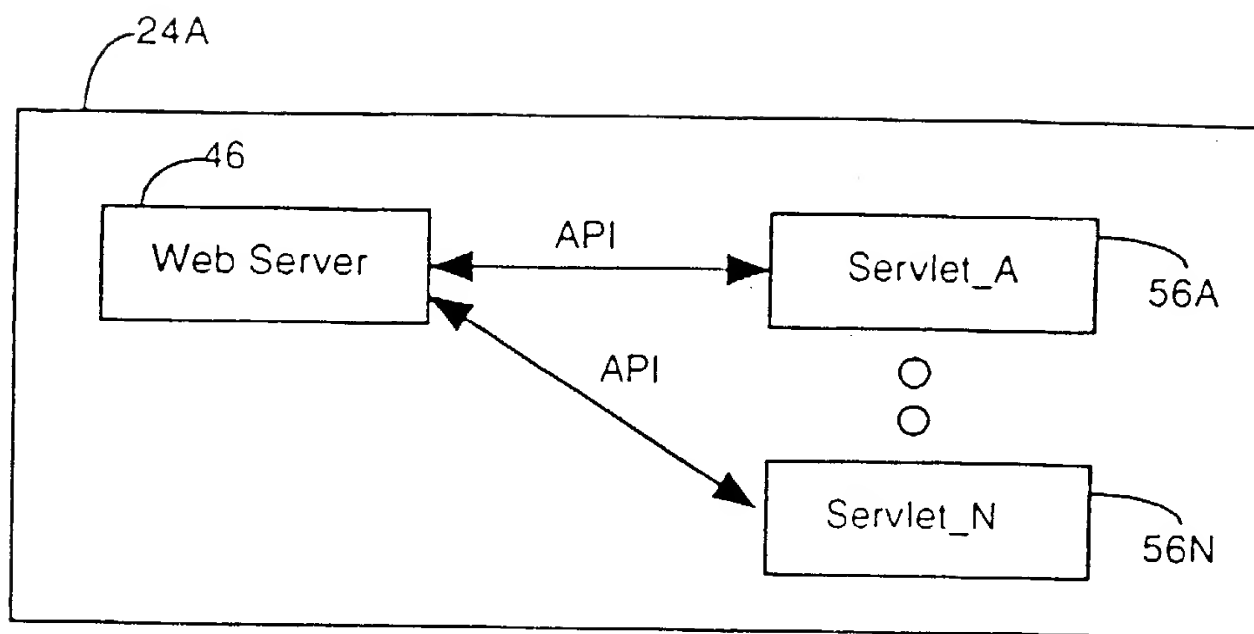 24A
46
Web Server
API
Servlet_A
56A
API
Servlet_N
56N